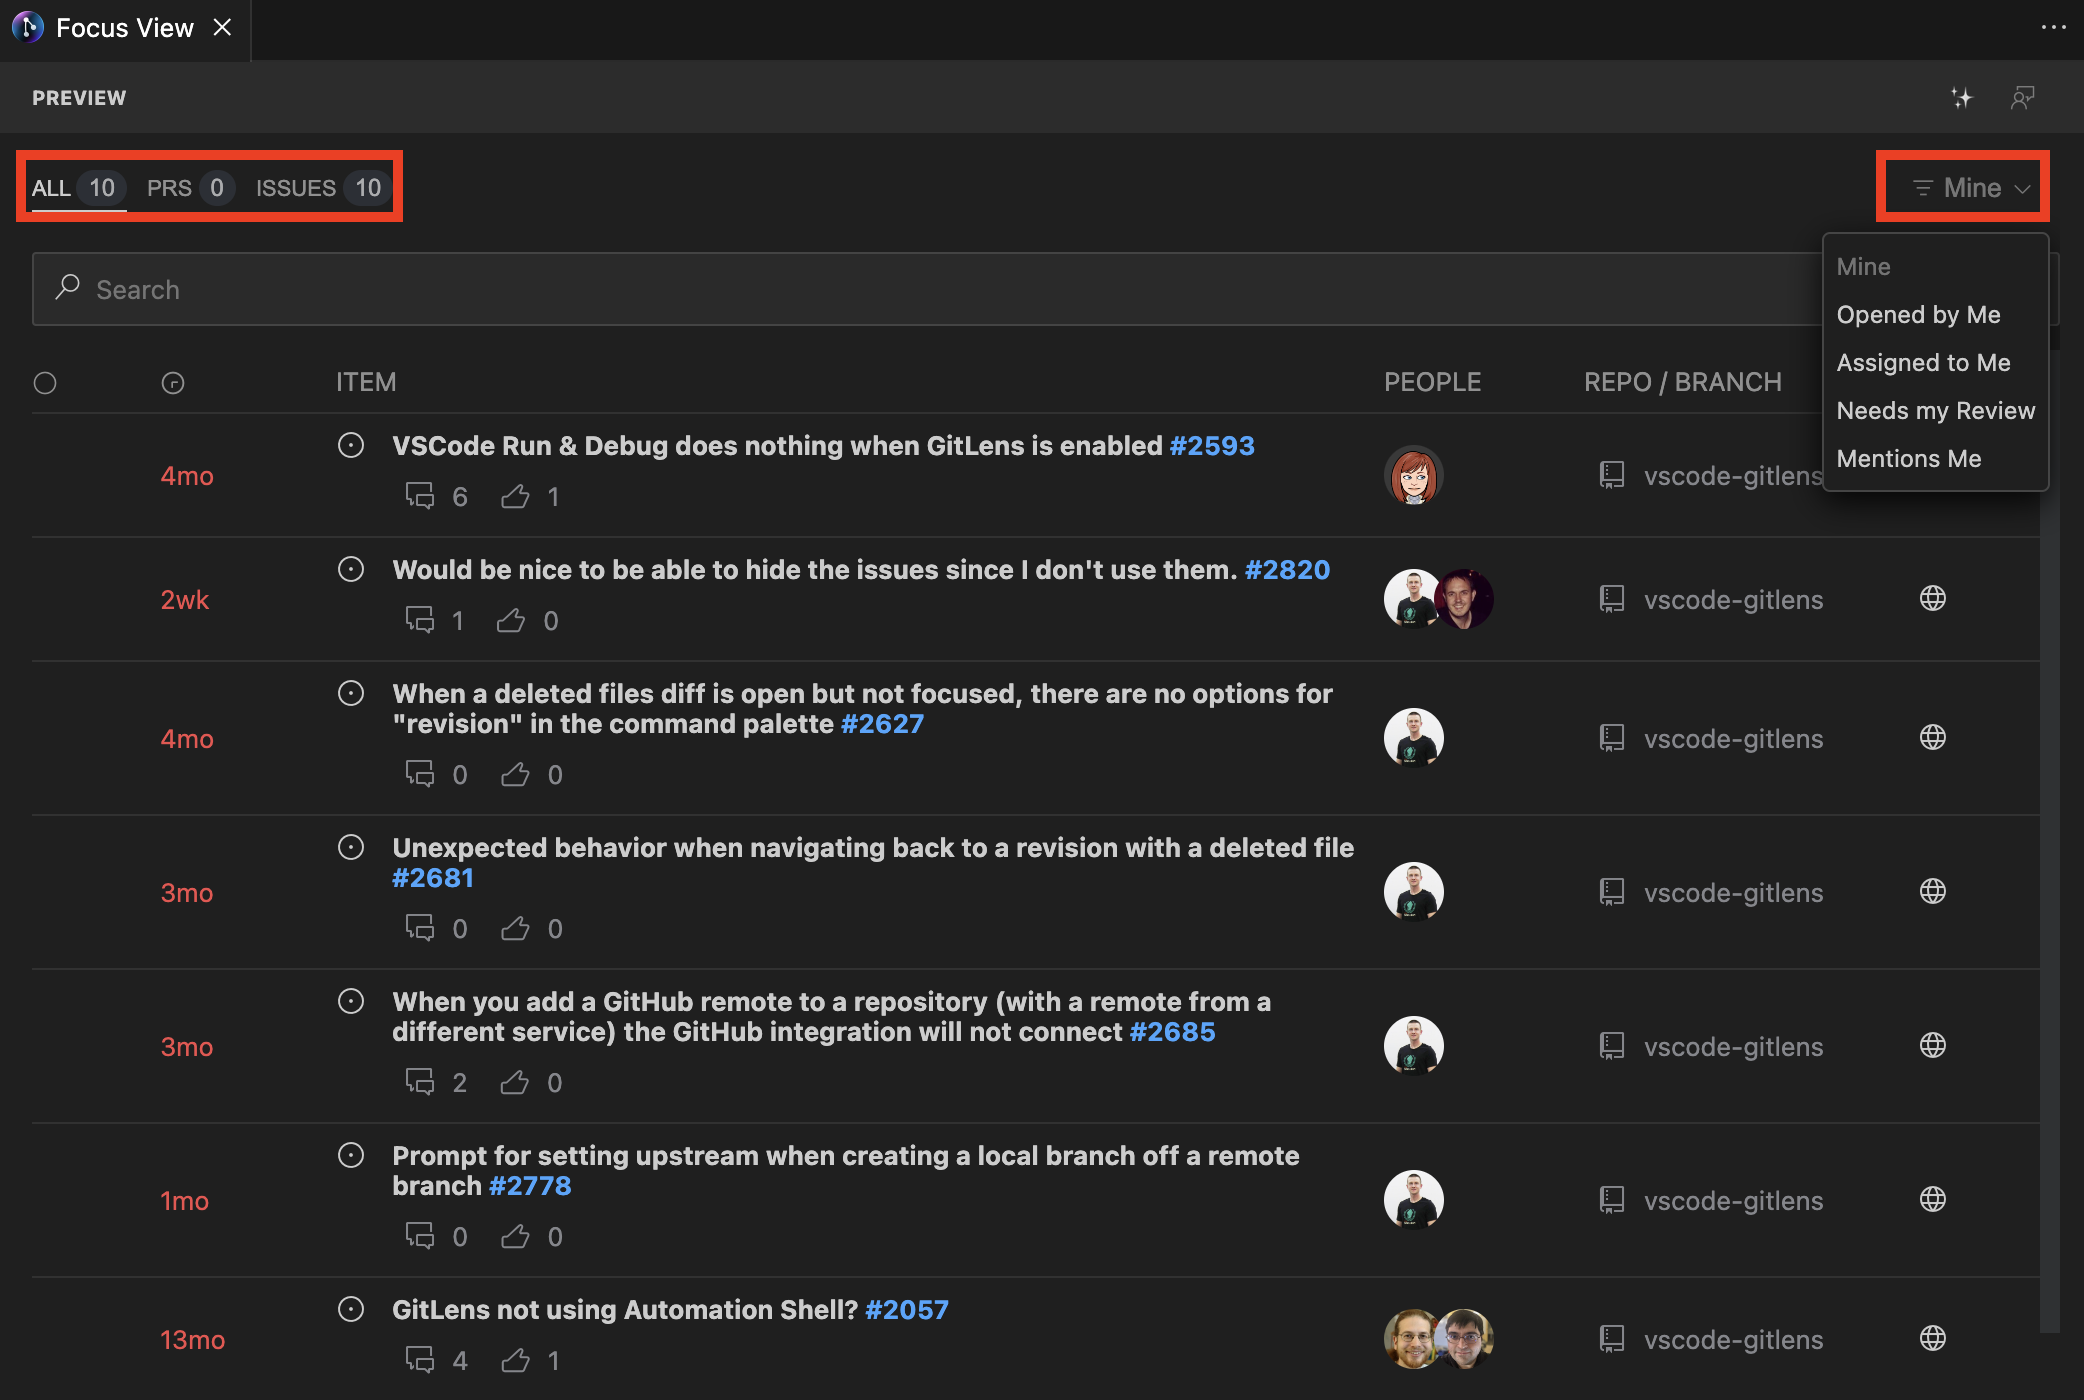 Focus View
PREVIEW
ALL 10 PRS 0 ISSUES 10
Mine
Search
Mine
Opened by Me
Assigned to Me
Needs my Review
Mentions Me
ITEM PEOPLE REPO / BRANCH
4mo
VSCode Run & Debug does nothing when GitLens is enabled #2593
6 1
vscode-gitlens
2wk
Would be nice to be able to hide the issues since I don't use them. #2820
1 0
vscode-gitlens
4mo
When a deleted files diff is open but not focused, there are no options for
"revision" in the command palette #2627
0 0
vscode-gitlens
3mo
Unexpected behavior when navigating back to a revision with a deleted file
#2681
0 0
vscode-gitlens
3mo
When you add a GitHub remote to a repository (with a remote from a
different service) the GitHub integration will not connect #2685
2 0
vscode-gitlens
1mo
Prompt for setting upstream when creating a local branch off a remote
branch #2778
0 0
vscode-gitlens
13mo
GitLens not using Automation Shell? #2057
4 1
vscode-gitlens